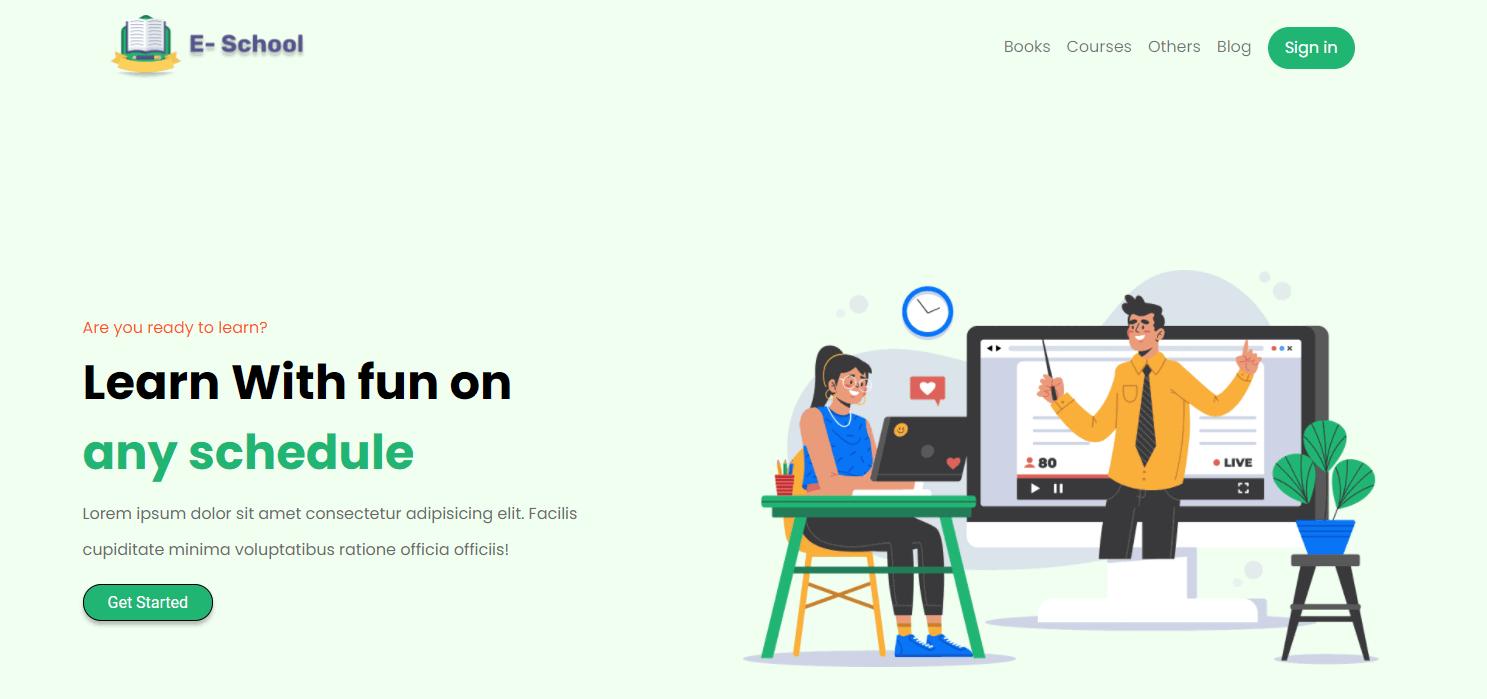 E- School
Books Courses Others Blog Sign in
Are you ready to learn?
Learn With fun on
any schedule
Lorem ipsum dolor sit amet consectetur adipisicing elit. Facilis
cupiditate minima voluptatibus ratione officia officiis!
Get Started
80
LIVE